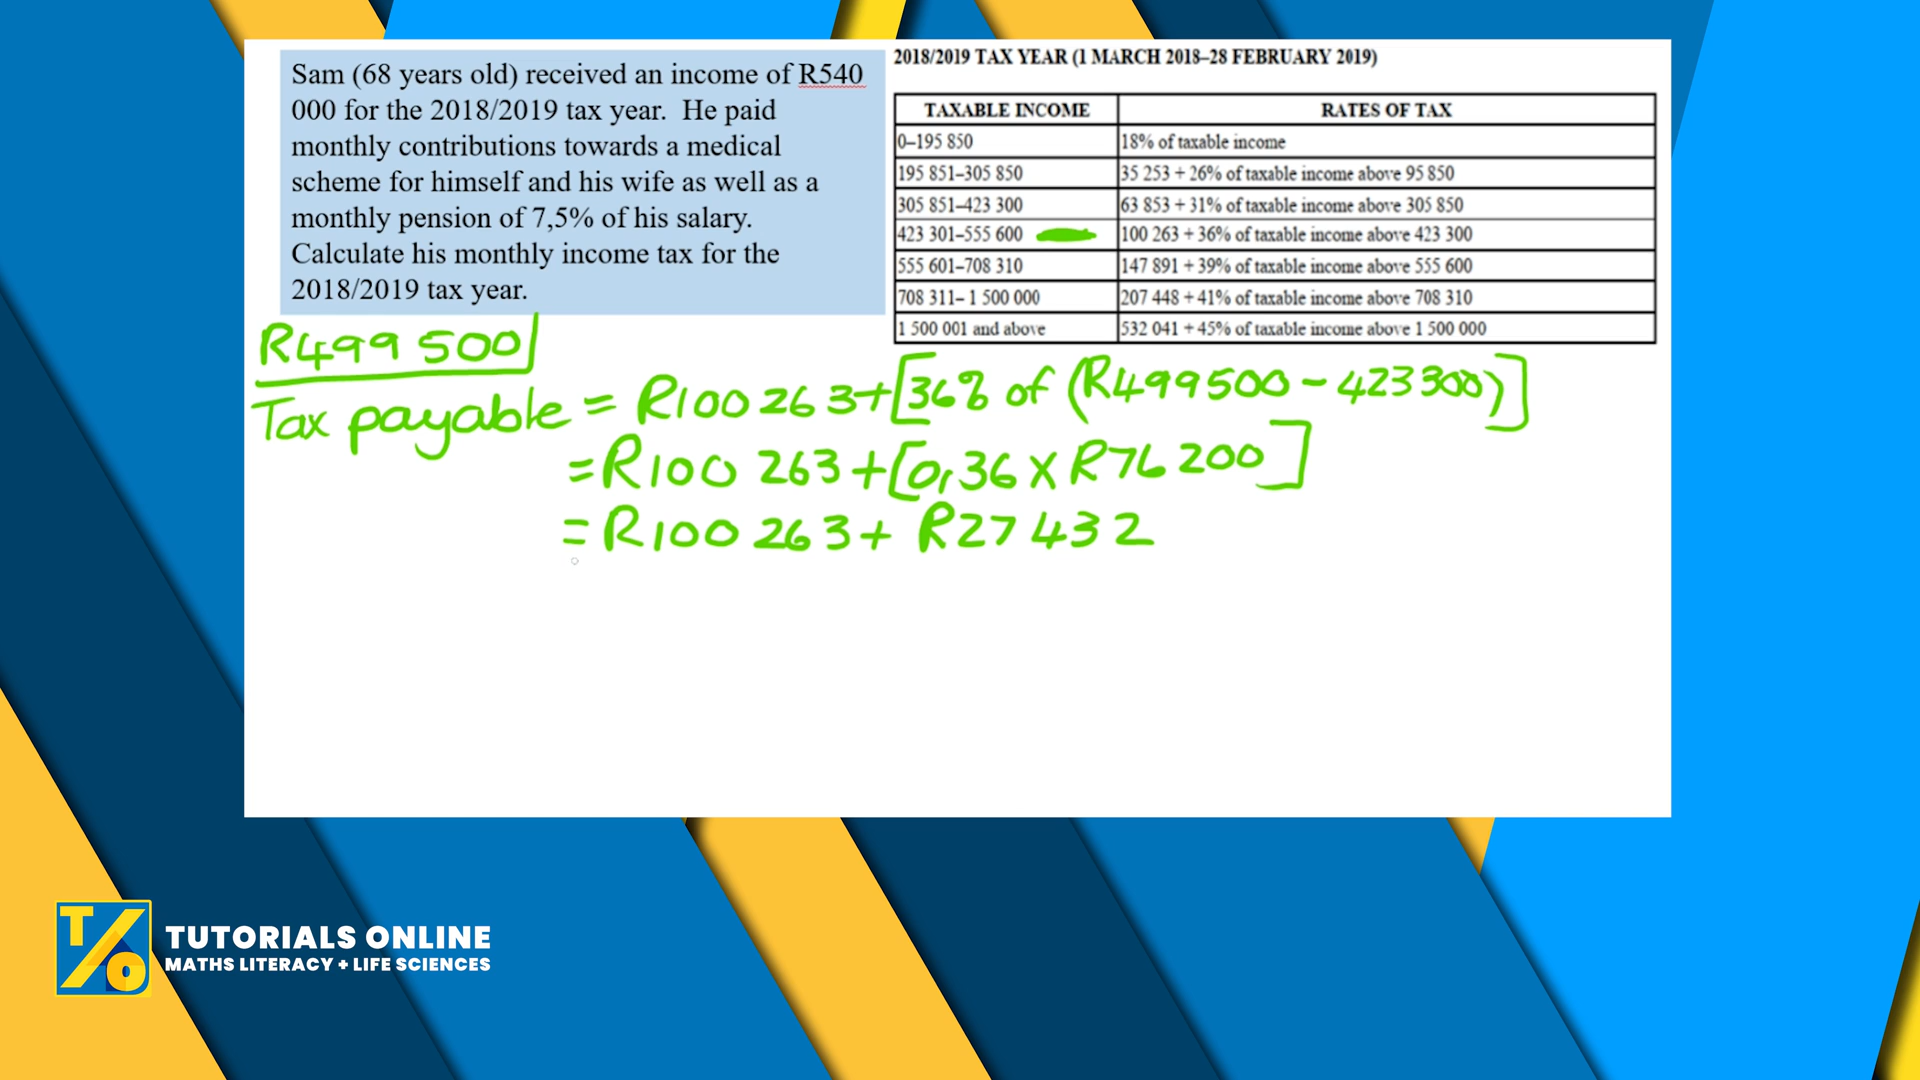 Sam (68 years old) received an income of R540
000 for the 2018/2019 tax year. He paid
monthly contributions towards a medical
scheme for himself and his wife as well as a
monthly pension of 7,5% of his salary.
Calculate his monthly income tax for the
2018/2019 tax year.
2018/2019 TAX YEAR (1 MARCH 2018–28 FEBRUARY 2019)
TAXABLE INCOME RATES OF TAX
0–195 850 18% of taxable income
195 851–305 850 35 253 + 26% of taxable income above 95 850
305 851–423 300 63 853 + 31% of taxable income above 305 850
423 301–555 600 100 263 + 36% of taxable income above 423 300
555 601–708 310 147 891 + 39% of taxable income above 555 600
708 311– 1 500 000 207 448 + 41% of taxable income above 708 310
1 500 001 and above 532 041 + 45% of taxable income above 1 500 000
R499 500
Tax payable = R100 263+[36% of (R499500-423300)]
=R100 263+[0,36 X R76 200]
=R100 263+ R27 432
T/O
TUTORIALS ONLINE
MATHS LITERACY + LIFE SCIENCES